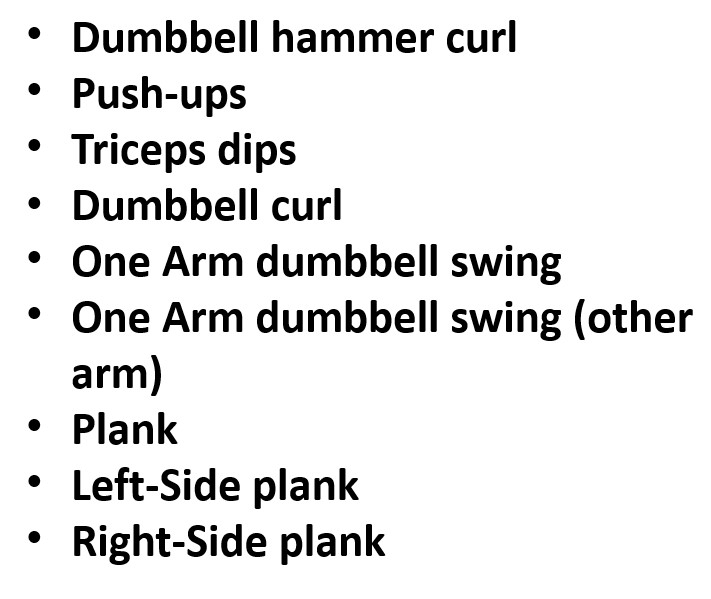 • Dumbbell hammer curl
• Push-ups
• Triceps dips
• Dumbbell curl
• One Arm dumbbell swing
• One Arm dumbbell swing (other
arm)
• Plank
• Left-Side plank
• Right-Side plank